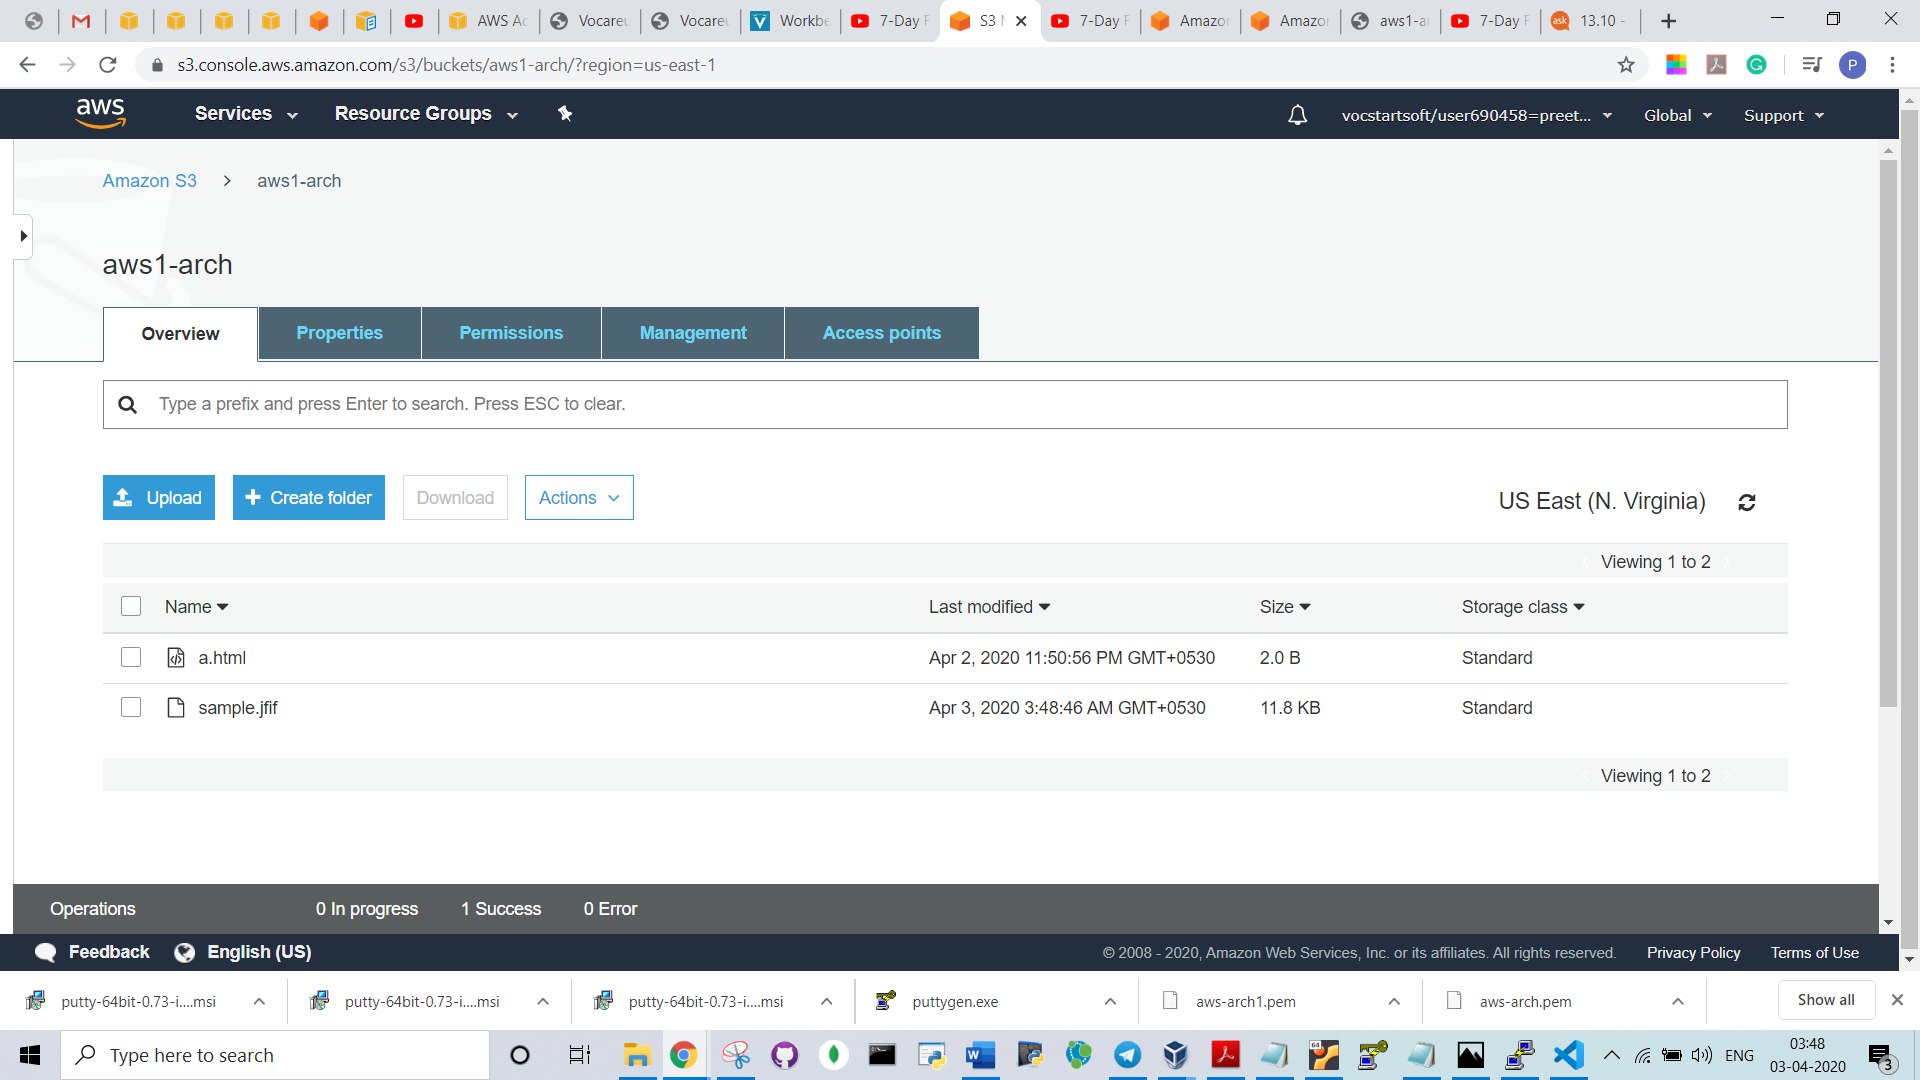 AWS Ac
Vocareu
Vocareu
Workbe
7-Day F
S3 M
7-Day F
Amazon
Amazon
aws1-ar
7-Day F
ask 13.10 -
s3.console.aws.amazon.com/s3/buckets/aws1-arch/?region=us-east-1
P
aws Services Resource Groups vocstartsoft/user690458=preet... Global Support
Amazon S3 > aws1-arch
aws1-arch
Overview Properties Permissions Management Access points
Type a prefix and press Enter to search. Press ESC to clear.
Upload + Create folder Download Actions US East (N. Virginia)
Viewing 1 to 2
Name Last modified Size Storage class
a.html Apr 2, 2020 11:50:56 PM GMT+0530 2.0 B Standard
sample.jfif Apr 3, 2020 3:48:46 AM GMT+0530 11.8 KB Standard
Viewing 1 to 2
Operations 0 In progress 1 Success 0 Error
Feedback English (US) © 2008 - 2020, Amazon Web Services, Inc. or its affiliates. All rights reserved. Privacy Policy Terms of Use
putty-64bit-0.73-i....msi putty-64bit-0.73-i....msi putty-64bit-0.73-i....msi puttygen.exe aws-arch1.pem aws-arch.pem Show all
Type here to search ENG 03:48
03-04-2020 3